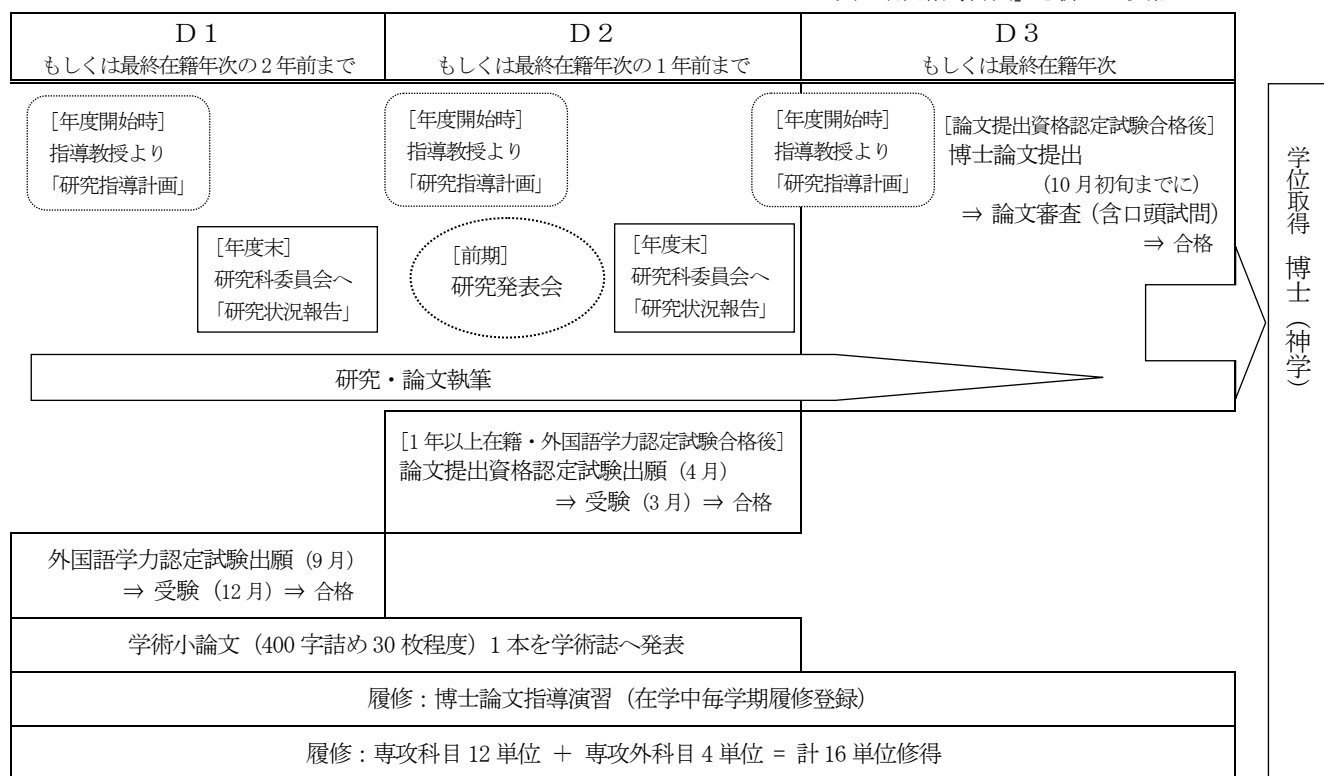 D1
もしくは最終在籍年次の2年前まで
D2
もしくは最終在籍年次の1年前まで
D3
もしくは最終在籍年次
[年度開始時]
指導教授より
「研究指導計画」
[年度開始時]
指導教授より
「研究指導計画」
[年度開始時]
指導教授より
「研究指導計画」
[論文提出資格認定試験合格後]
博士論文提出
(10月初旬までに)
⇒ 論文審査(含口頭試問)
⇒ 合格
[年度末]
研究科委員会へ
「研究状況報告」
[前期]
研究発表会
[年度末]
研究科委員会へ
「研究状況報告」
研究・論文執筆
[1年以上在籍・外国語学力認定試験合格後]
論文提出資格認定試験出願(4月)
⇒ 受験(3月)⇒ 合格
外国語学力認定試験出願(9月)
⇒ 受験(12月)⇒ 合格
学術小論文(400字詰め30枚程度)1本を学術誌へ発表
履修:博士論文指導演習(在学中毎学期履修登録)
履修:専攻科目12単位 + 専攻外科目4単位 = 計16単位修得
学位取得 博士(神学)